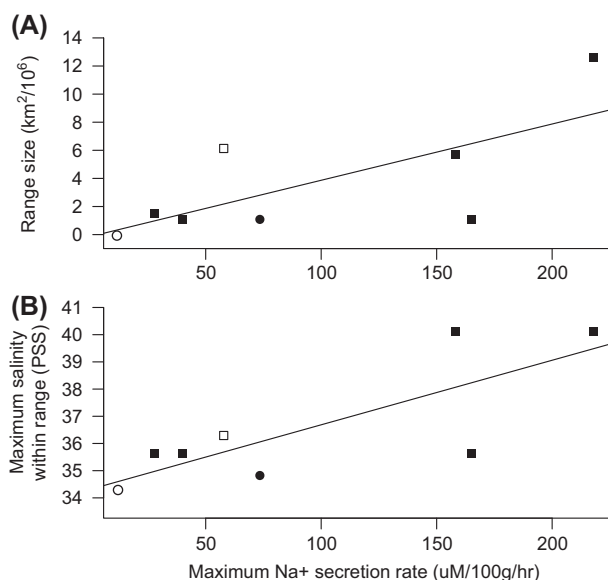 (A)
Range size (km²/10⁶)
14
12
10
8
6
4
2
0
50 100 150 200
(B)
Maximum salinity
within range (PSS)
41
40
39
38
37
36
35
34
50 100 150 200
Maximum Na+ secretion rate (uM/100g/hr)